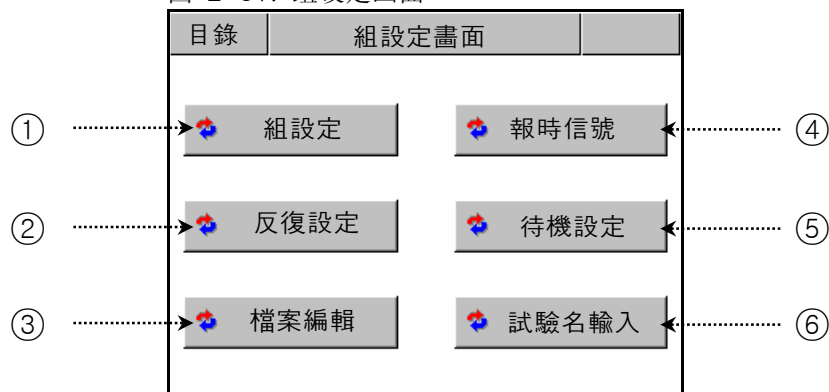 目錄 組設定畫面
① 組設定 報時信號 ④
② 反復設定 待機設定 ⑤
③ 檔案編輯 試驗名輸入 ⑥